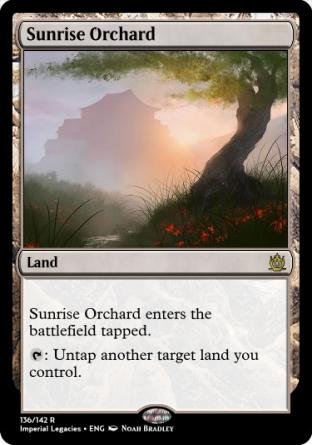 Sunrise Orchard
Land
Sunrise Orchard enters the
battlefield tapped.
: Untap another target land you
control.
136/142 R
Imperial Legacies • ENG NOAH BRADLEY